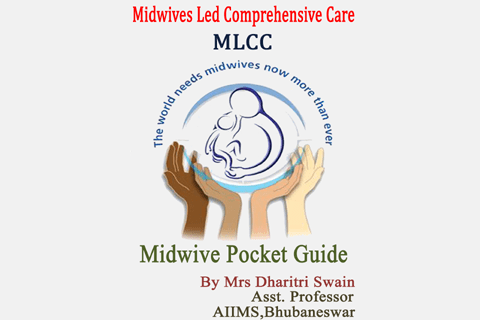 Midwives Led Comprehensive Care
MLCC
The world needs midwives now more than ever
Midwive Pocket Guide
By Mrs Dharitri Swain
Asst. Professor
AIIMS,Bhubaneswar